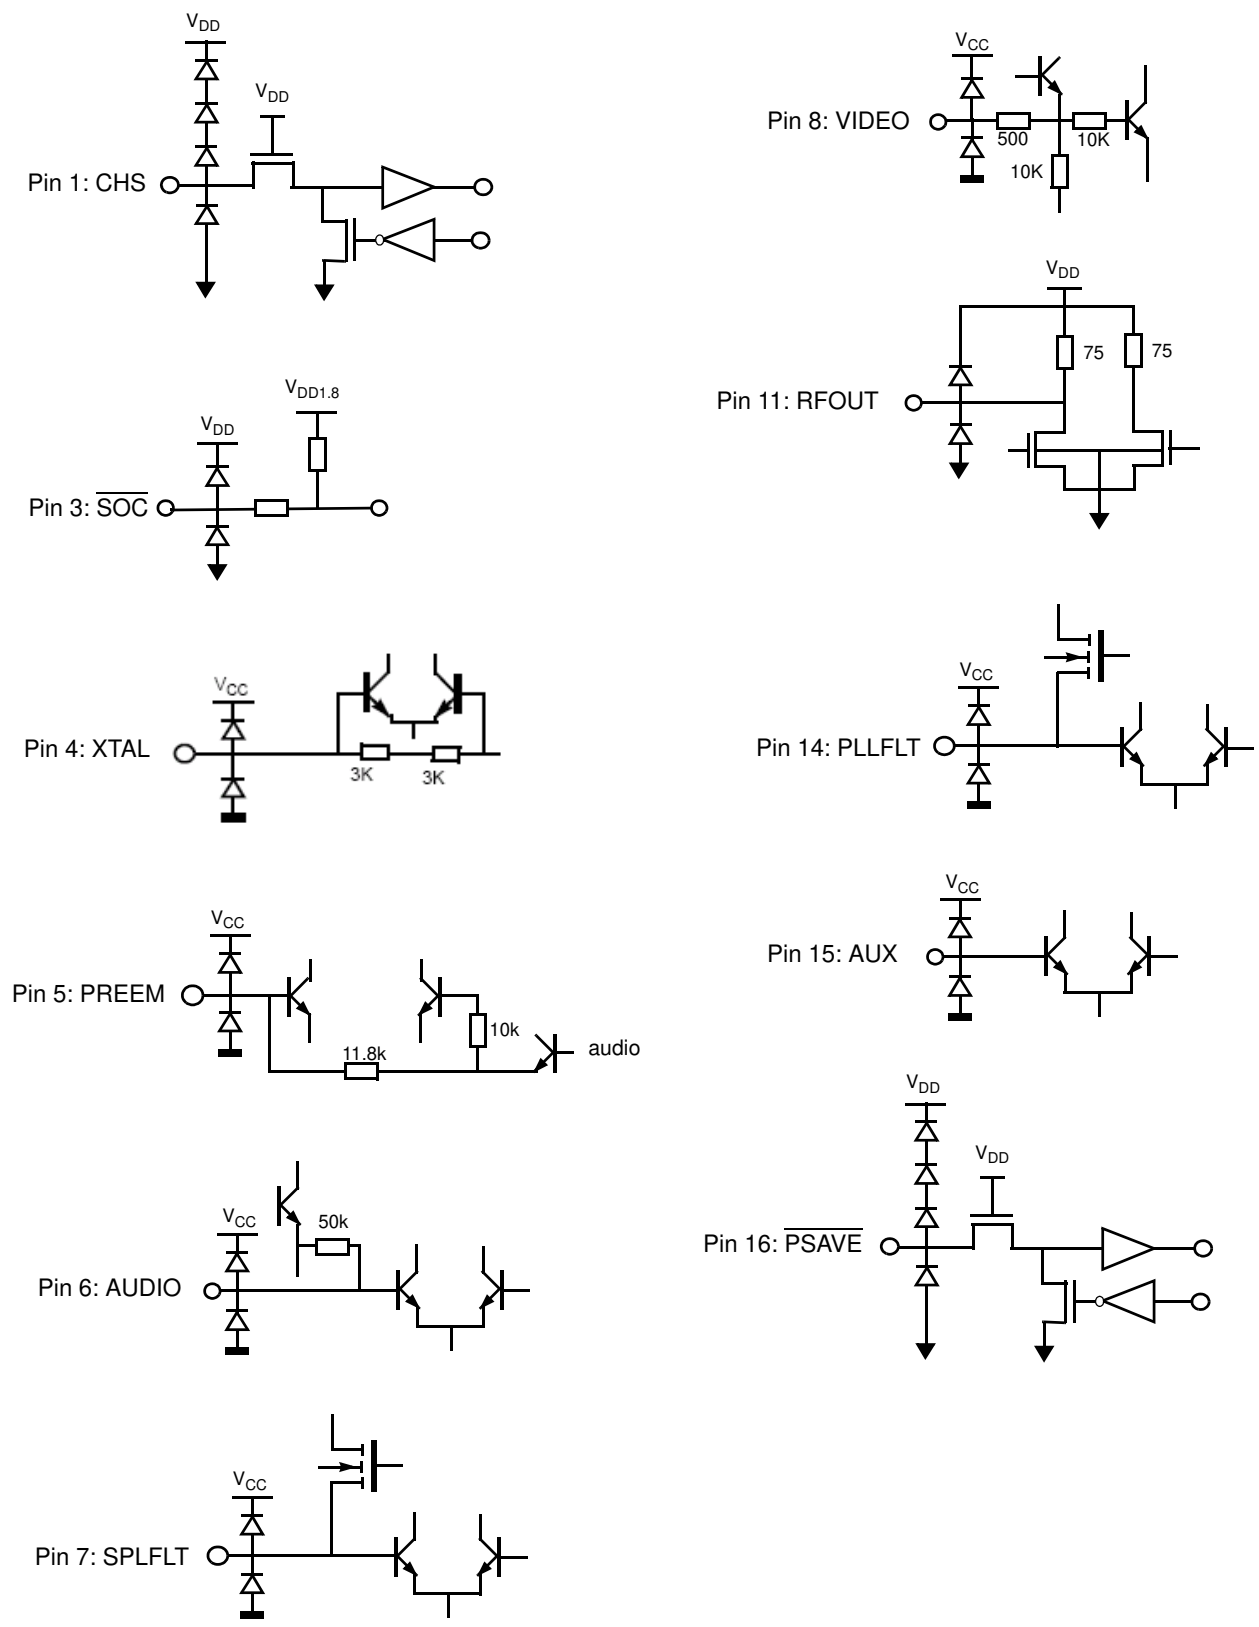 VDD
VDD
Pin 1: CHS
VDD1.8
VDD
Pin 3: SOC
VCC
Pin 4: XTAL
3K
3K
VCC
Pin 5: PREEM
10k
11.8k
audio
50k
VCC
Pin 6: AUDIO
VCC
Pin 7: SPLFLT
VCC
Pin 8: VIDEO
500
10K
10K
VDD
75
75
Pin 11: RFOUT
VCC
Pin 14: PLLFLT
VCC
Pin 15: AUX
VDD
VDD
Pin 16: PSAVE